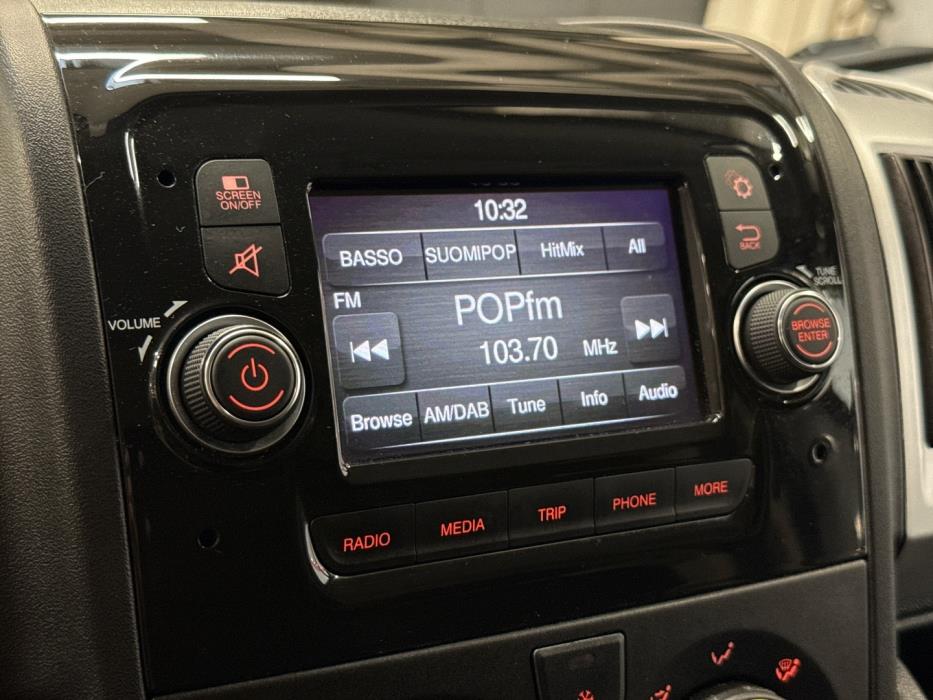 SCREEN
ON/OFF
VOLUME
10:32
BASSO SUOMIPOP HitMix All
FM
POPfm
103.70 MHz
Browse AM/DAB Tune Info Audio
BACK
TUNE
SCROLL
BROWSE
ENTER
RADIO MEDIA TRIP PHONE MORE